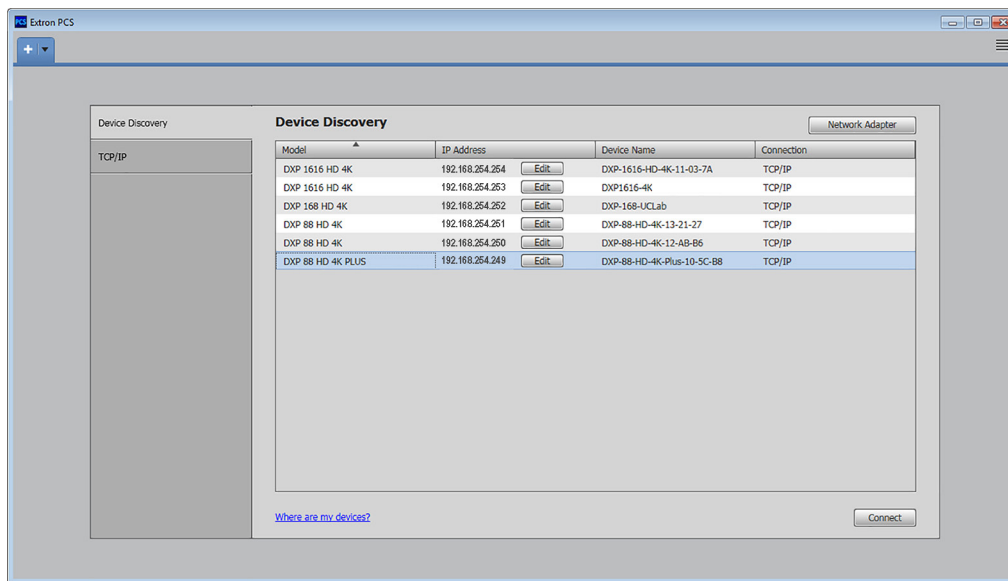 PCS Extron PCS
Device Discovery
TCP/IP
Device Discovery
Network Adapter
Model IP Address Device Name Connection
DXP 1616 HD 4K 192.168.254.254 Edit DXP-1616-HD-4K-11-03-7A TCP/IP
DXP 1616 HD 4K 192.168.254.253 Edit DXP1616-4K TCP/IP
DXP 168 HD 4K 192.168.254.252 Edit DXP-168-UCLab TCP/IP
DXP 88 HD 4K 192.168.254.251 Edit DXP-88-HD-4K-13-21-27 TCP/IP
DXP 88 HD 4K 192.168.254.250 Edit DXP-88-HD-4K-12-AB-B6 TCP/IP
DXP 88 HD 4K PLUS 192.168.254.249 Edit DXP-88-HD-4K-Plus-10-5C-B8 TCP/IP
Where are my devices?
Connect